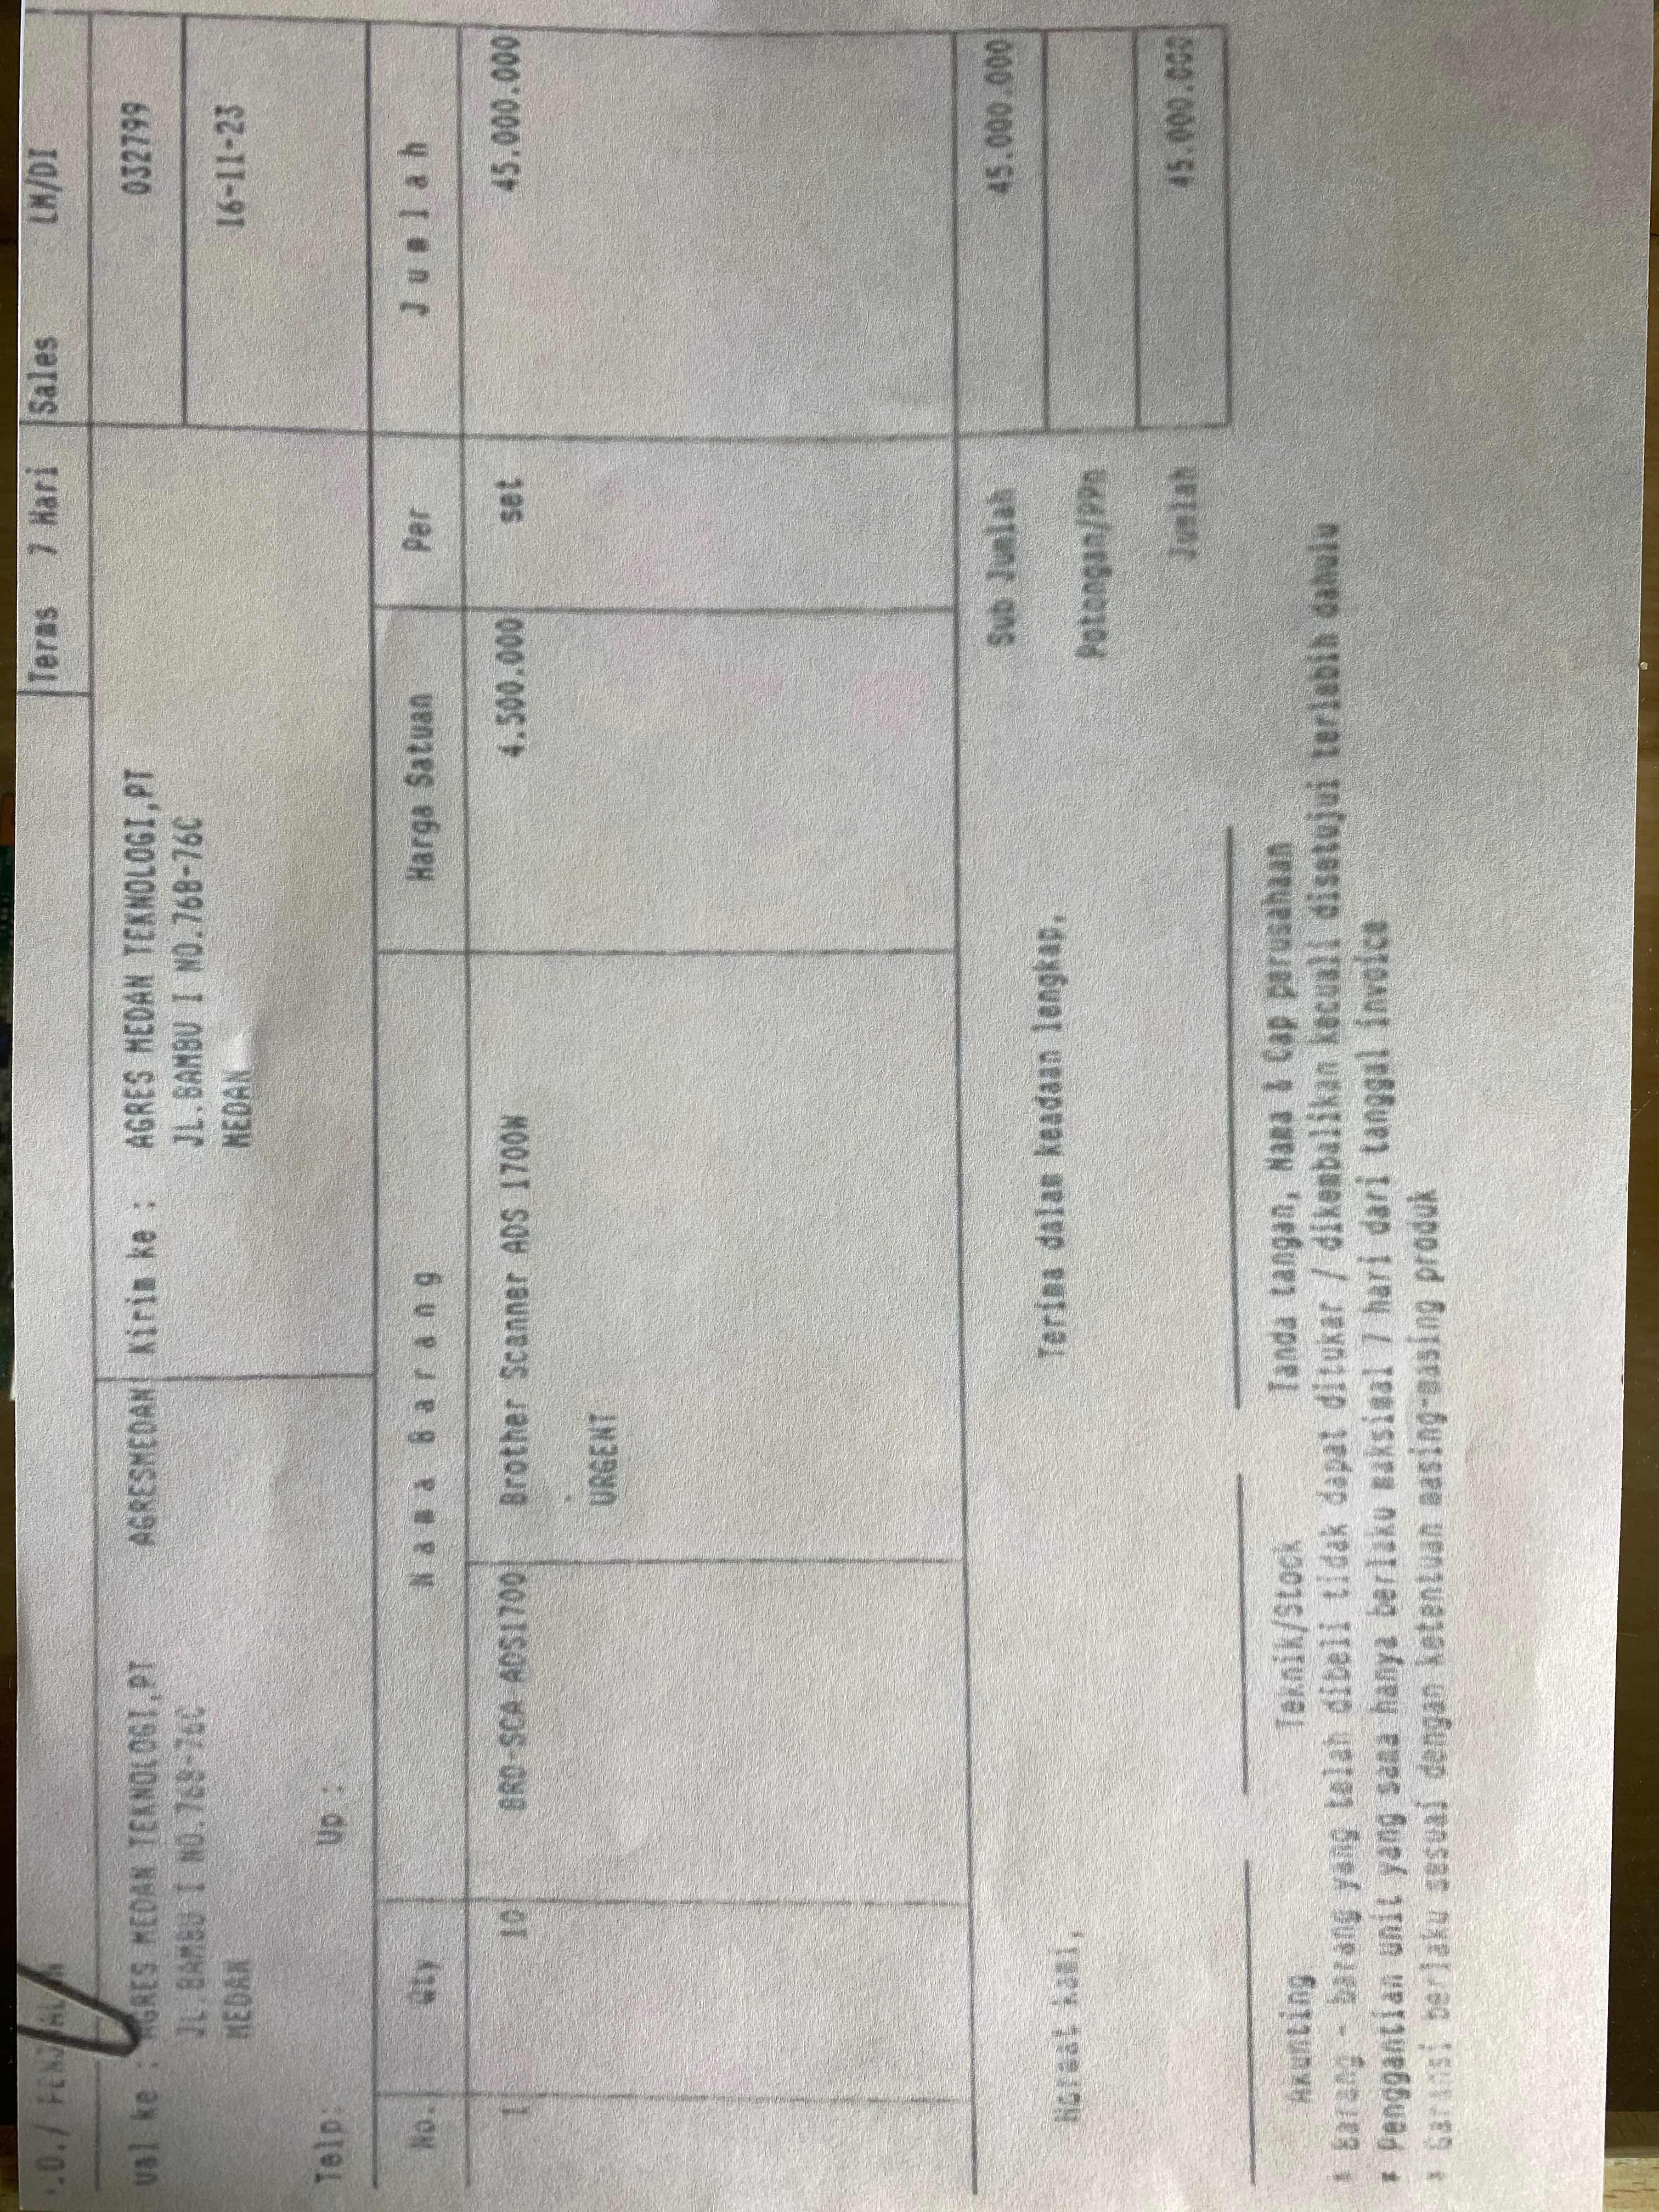 Terms 7 Hari Sales LM/DI
ual ke : AGRES MEDAN TEKNOLOGI,PT AGRESMEDAN Kirim ke : AGRES MEDAN TEKNOLOGI,PT 032799
JL.BAMBU I NO.76B-76C JL.BAMBU I NO.76B-76C
MEDAN MEDAN 16-11-23
Telp: Up :
No. Qty Nama Barang Harga Satuan Per Jumlah
1 10 BRO-SCA ADS1700 Brother Scanner ADS 1700W 4.500.000 set 45.000.000
URGENT
Sub Jumlah 45.000.000
Hormat kami, Terima dalam keadaan lengkap,
Potongan/PPn
Jumlah 45.000.000
Akunting Teknik/Stock Tanda tangan, Nama & Cap perusahaan
* Barang - barang yang telah dibeli tidak dapat ditukar / dikembalikan kecuali disetujui terlebih dahulu
* Penggantian unit yang sama hanya berlaku maksimal 7 hari dari tanggal invoice
* Garansi berlaku sesuai dengan ketentuan masing-masing produk